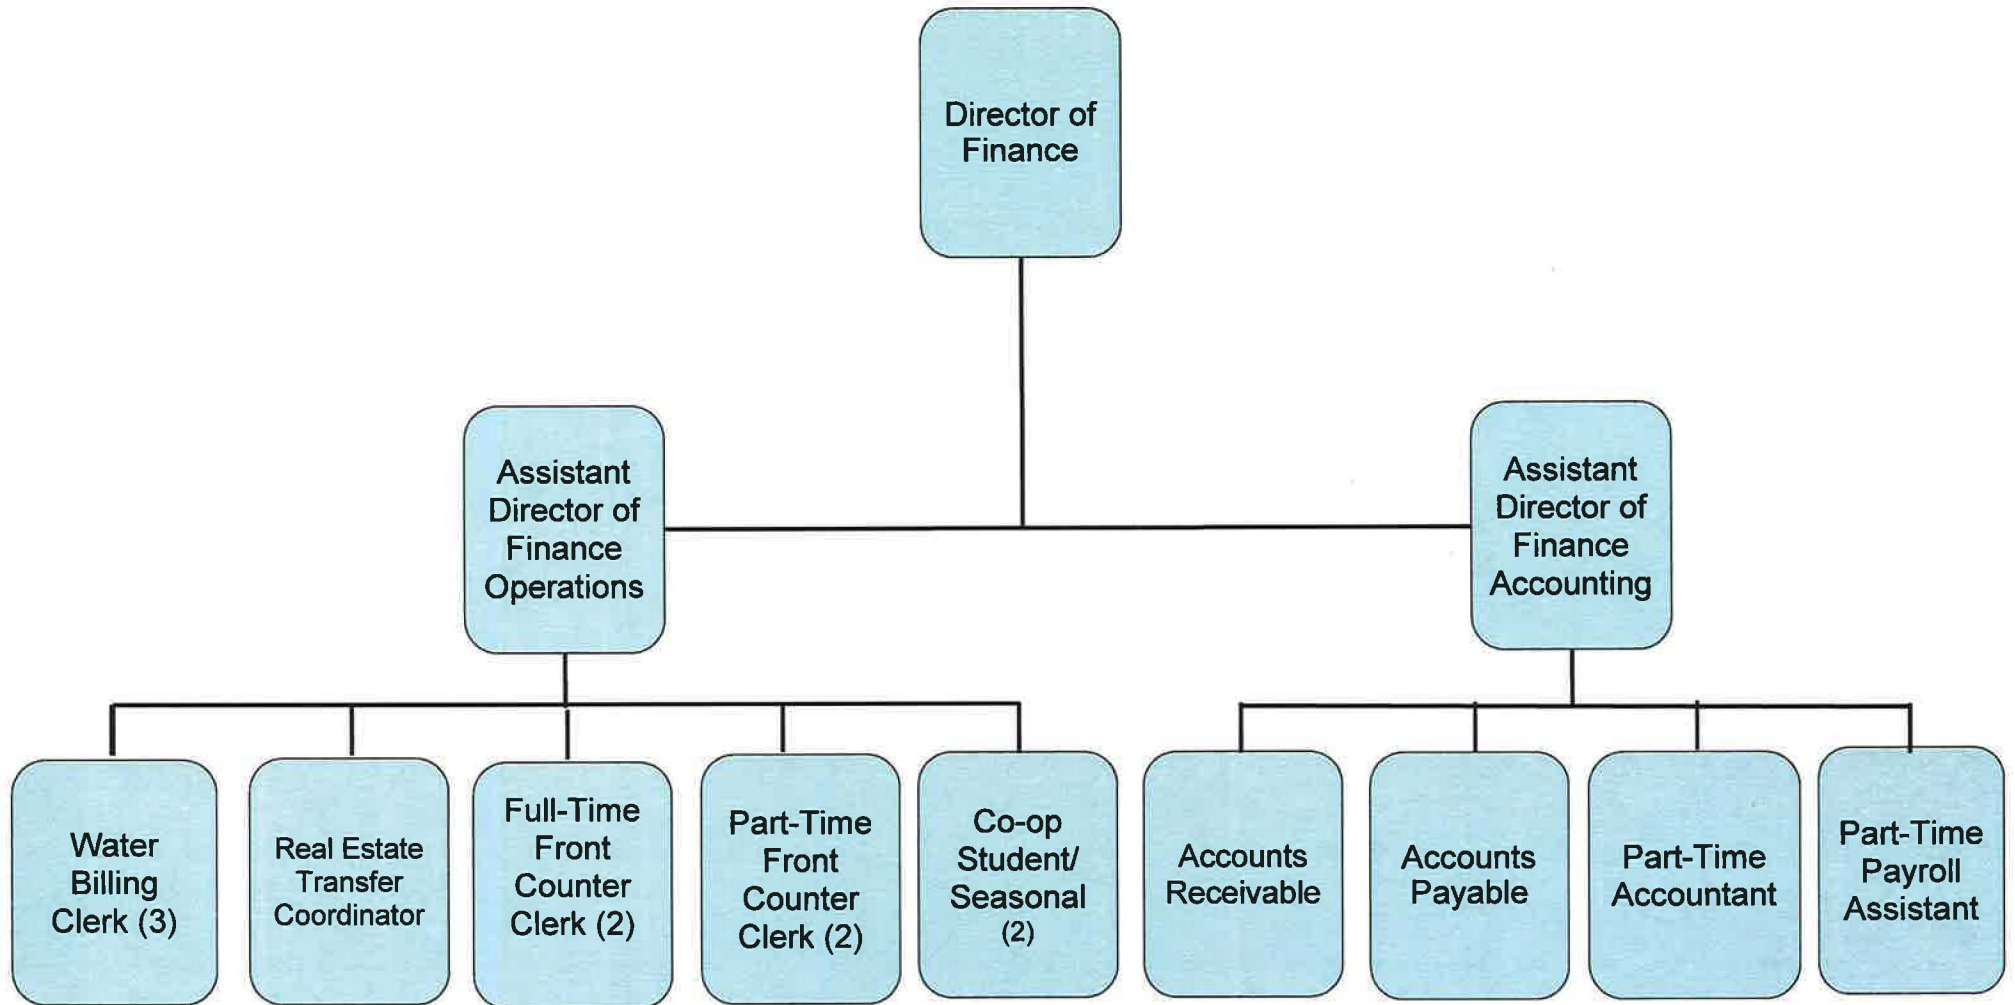 Director of
Finance
Assistant
Director of
Finance
Operations
Assistant
Director of
Finance
Accounting
Water
Billing
Clerk (3)
Real Estate
Transfer
Coordinator
Full-Time
Front
Counter
Clerk (2)
Part-Time
Front
Counter
Clerk (2)
Co-op
Student/
Seasonal
(2)
Accounts
Receivable
Accounts
Payable
Part-Time
Accountant
Part-Time
Payroll
Assistant